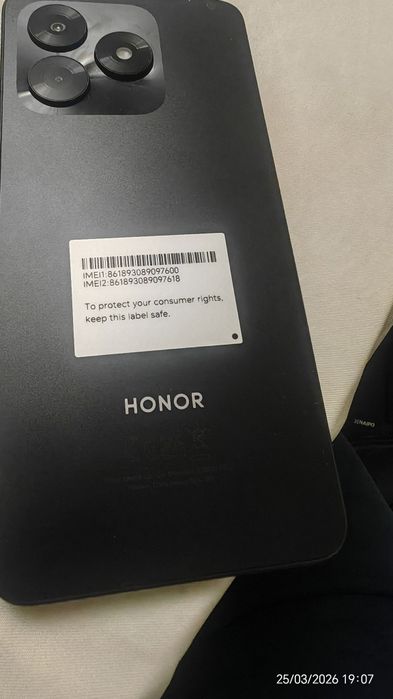 IMEI1:861893089097600
IMEI2:861893089097618
To protect your consumer rights,
keep this label safe.
HONOR
25/03/2026 19:07